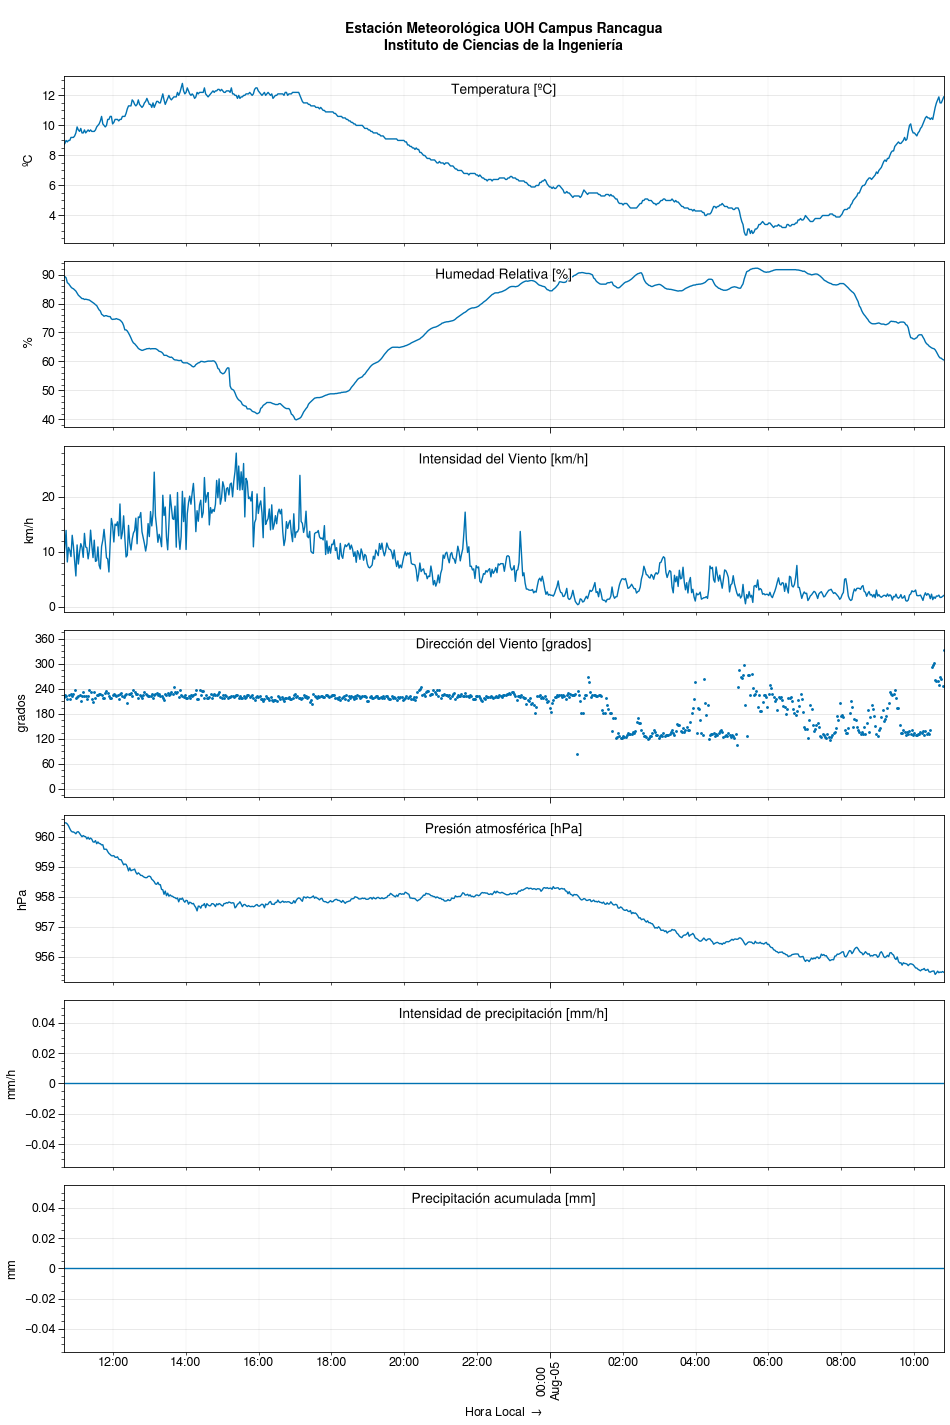 Estación Meteorológica UOH Campus Rancagua
Instituto de Ciencias de la Ingeniería
Temperatura [ºC]
12
10
8
6
4
ºC
Humedad Relativa [%]
90
80
70
60
50
40
%
Intensidad del Viento [km/h]
20
10
0
km/h
Dirección del Viento [grados]
360
300
240
180
120
60
0
grados
Presión atmosférica [hPa]
960
959
958
957
956
hPa
Intensidad de precipitación [mm/h]
0.04
0.02
0
−0.02
−0.04
mm/h
Precipitación acumulada [mm]
0.04
0.02
0
−0.02
−0.04
mm
12:00 14:00 16:00 18:00 20:00 22:00 00:00 02:00 04:00 06:00 08:00 10:00
Aug-05
Hora Local →